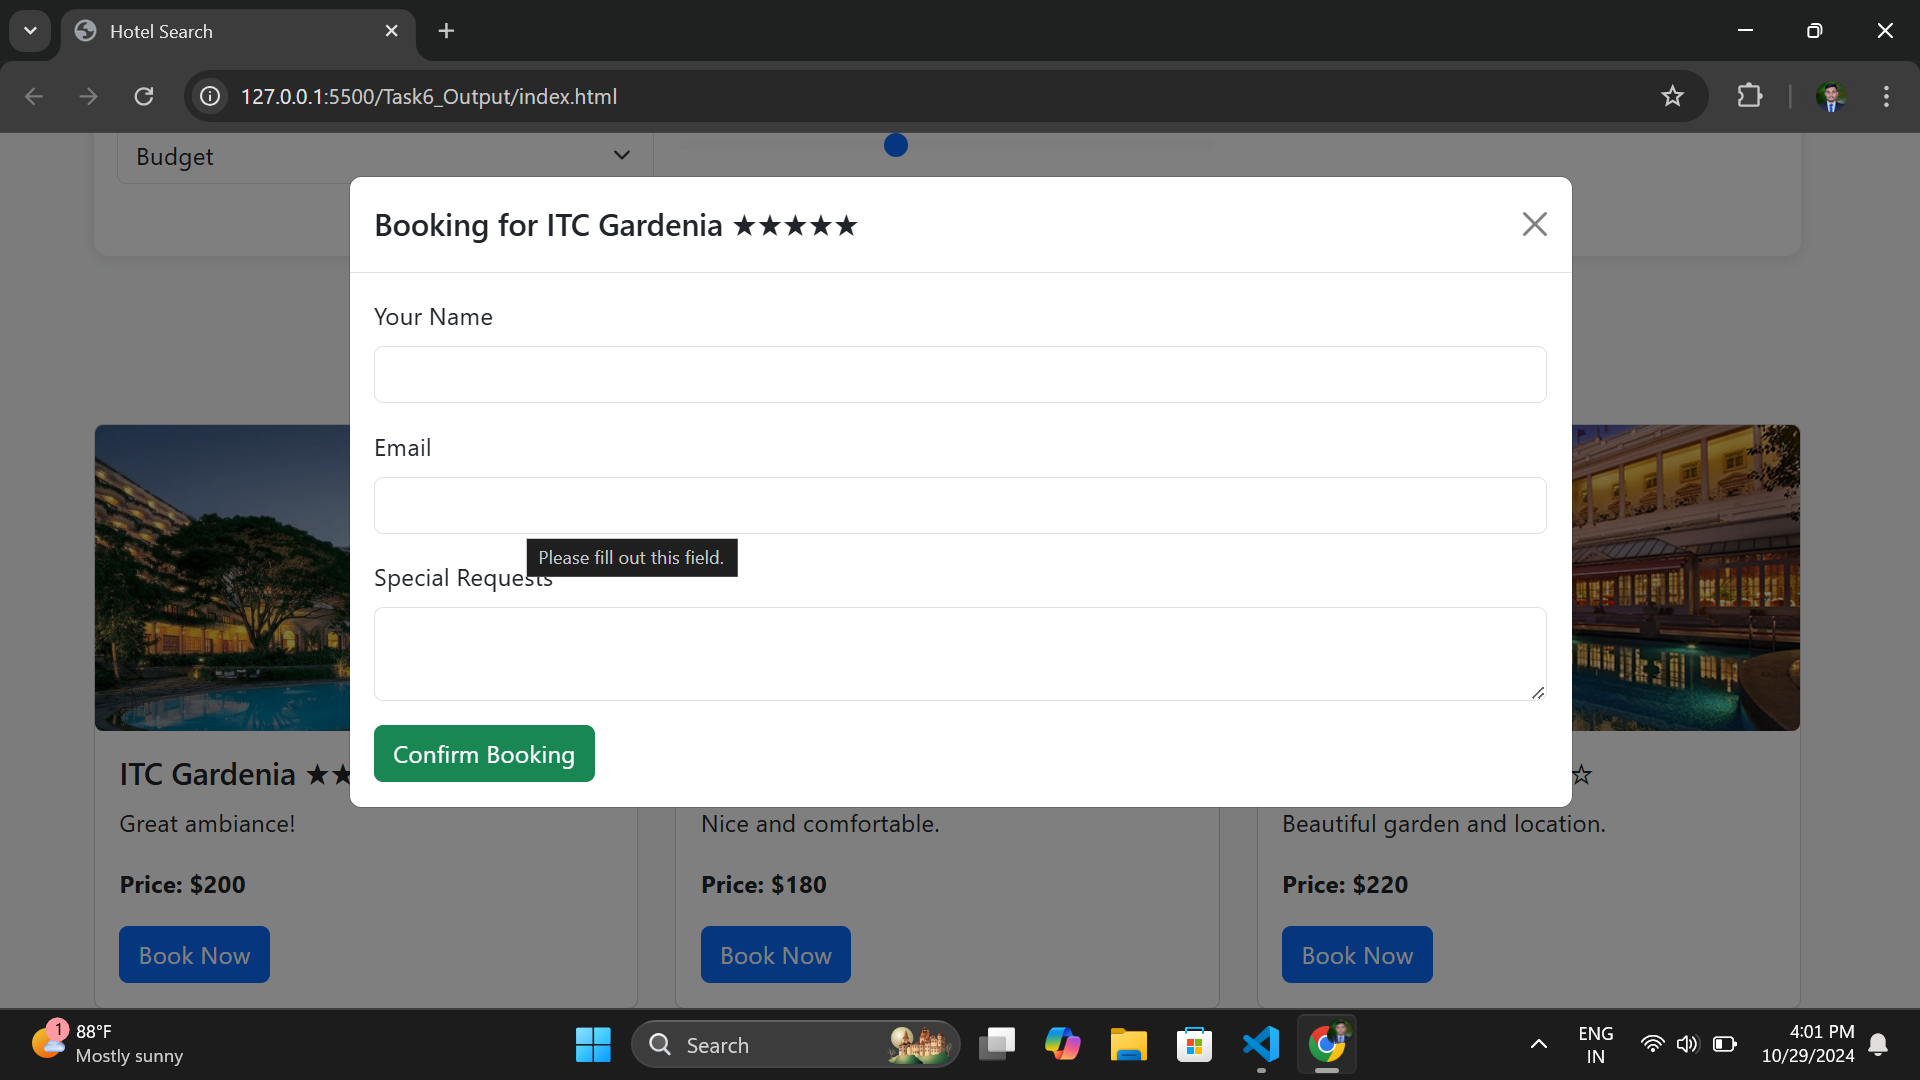 Hotel Search
127.0.0.1:5500/Task6_Output/index.html
Budget
Booking for ITC Gardenia ★★★★★
Your Name
Email
Please fill out this field.
Special Requests
Confirm Booking
ITC Gardenia ★★
☆
Great ambiance!
Nice and comfortable.
Beautiful garden and location.
Price: $200
Price: $180
Price: $220
Book Now
Book Now
Book Now
1
88°F
Mostly sunny
Search
ENG
IN
4:01 PM
10/29/2024